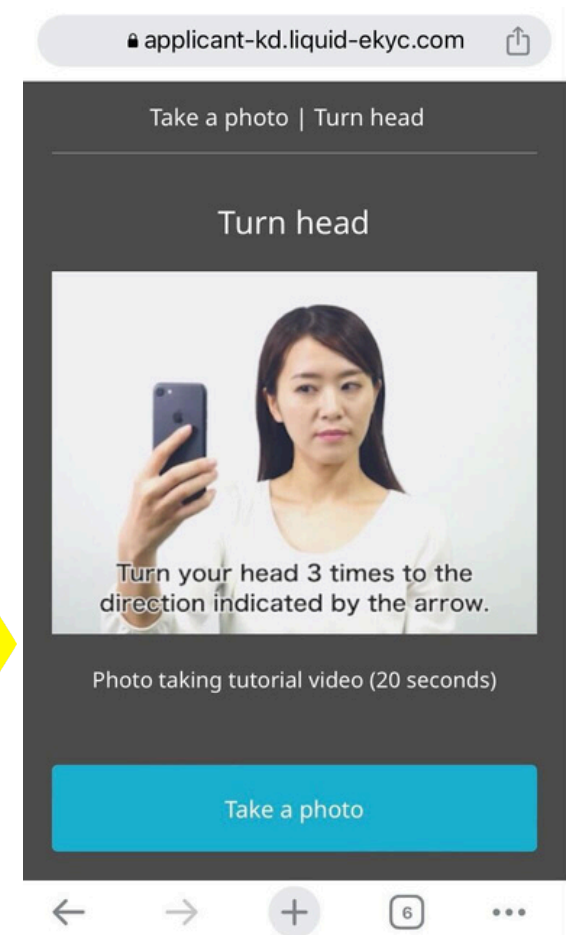 applicant-kd.liquid-ekyc.com
Take a photo | Turn head
Turn head
Turn your head 3 times to the
direction indicated by the arrow.
Photo taking tutorial video (20 seconds)
Take a photo
6